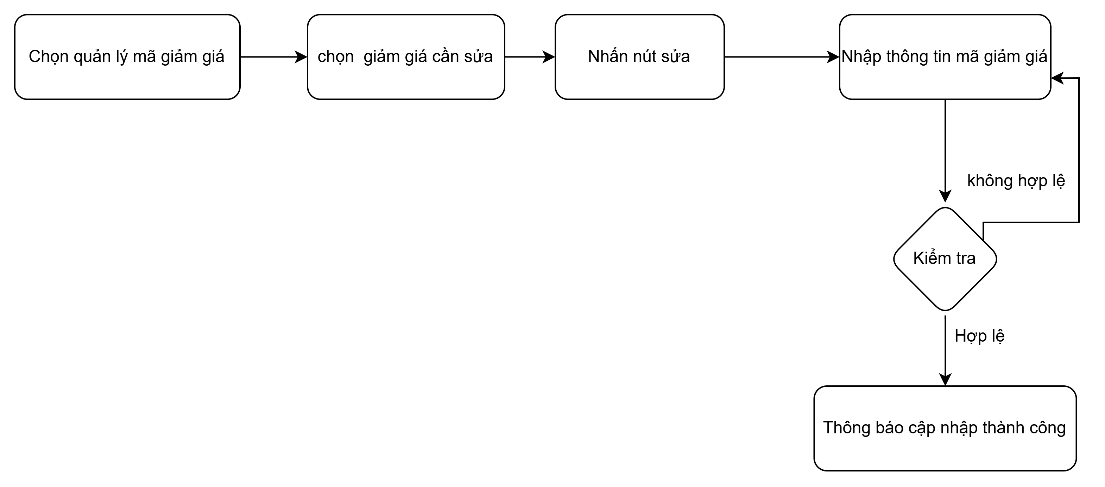 Chọn quản lý mã giảm giá
chọn giảm giá cần sửa
Nhấn nút sửa
Nhập thông tin mã giảm giá
không hợp lệ
Kiểm tra
Hợp lệ
Thông báo cập nhập thành công